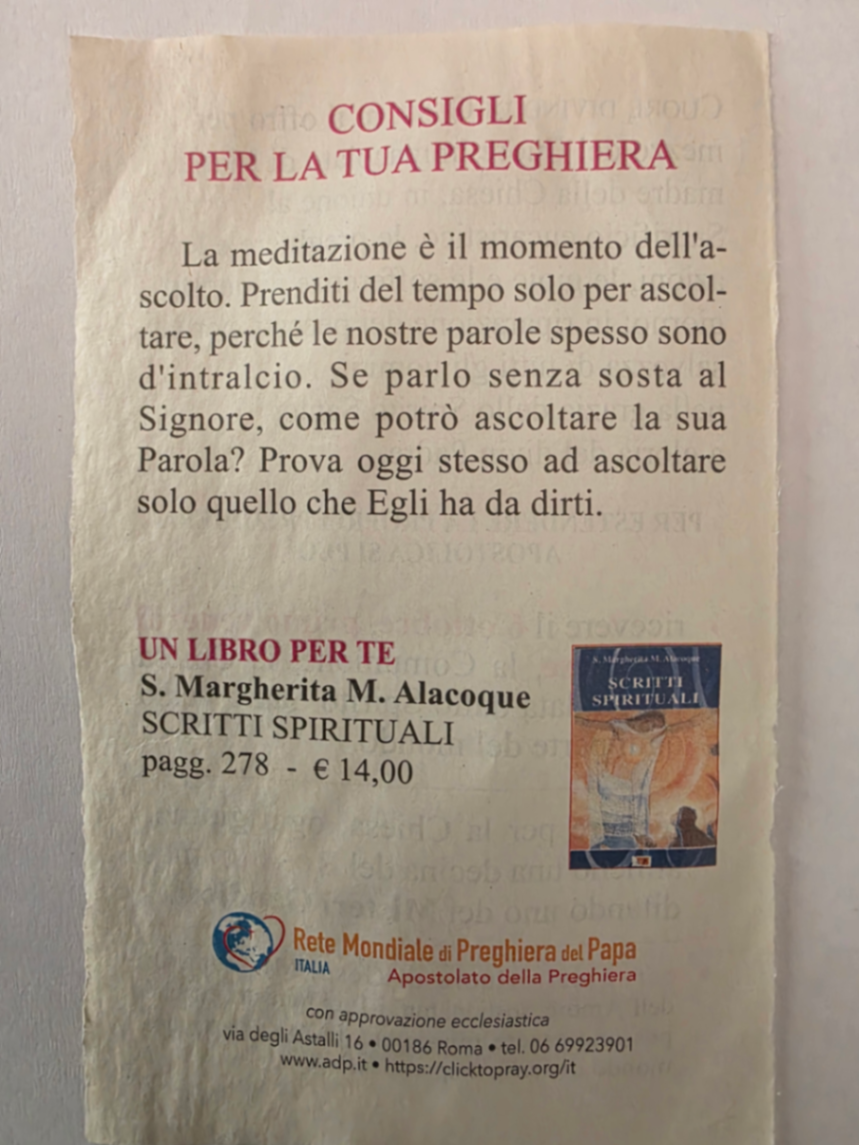 CONSIGLI
PER LA TUA PREGHIERA
La meditazione è il momento dell'a-
scolto. Prenditi del tempo solo per ascol-
tare, perché le nostre parole spesso sono
d'intralcio. Se parlo senza sosta al
Signore, come potrò ascoltare la sua
Parola? Prova oggi stesso ad ascoltare
solo quello che Egli ha da dirti.
UN LIBRO PER TE
S. Margherita M. Alacoque
SCRITTI SPIRITUALI
pagg. 278 - € 14,00
S. Margherita M. Alacoque
SCRITTI
SPIRITUALI
Rete Mondiale di Preghiera del Papa
ITALIA
Apostolato della Preghiera
con approvazione ecclesiastica
via degli Astalli 16 • 00186 Roma • tel. 06 69923901
www.adp.it • https://clicktopray.org/it